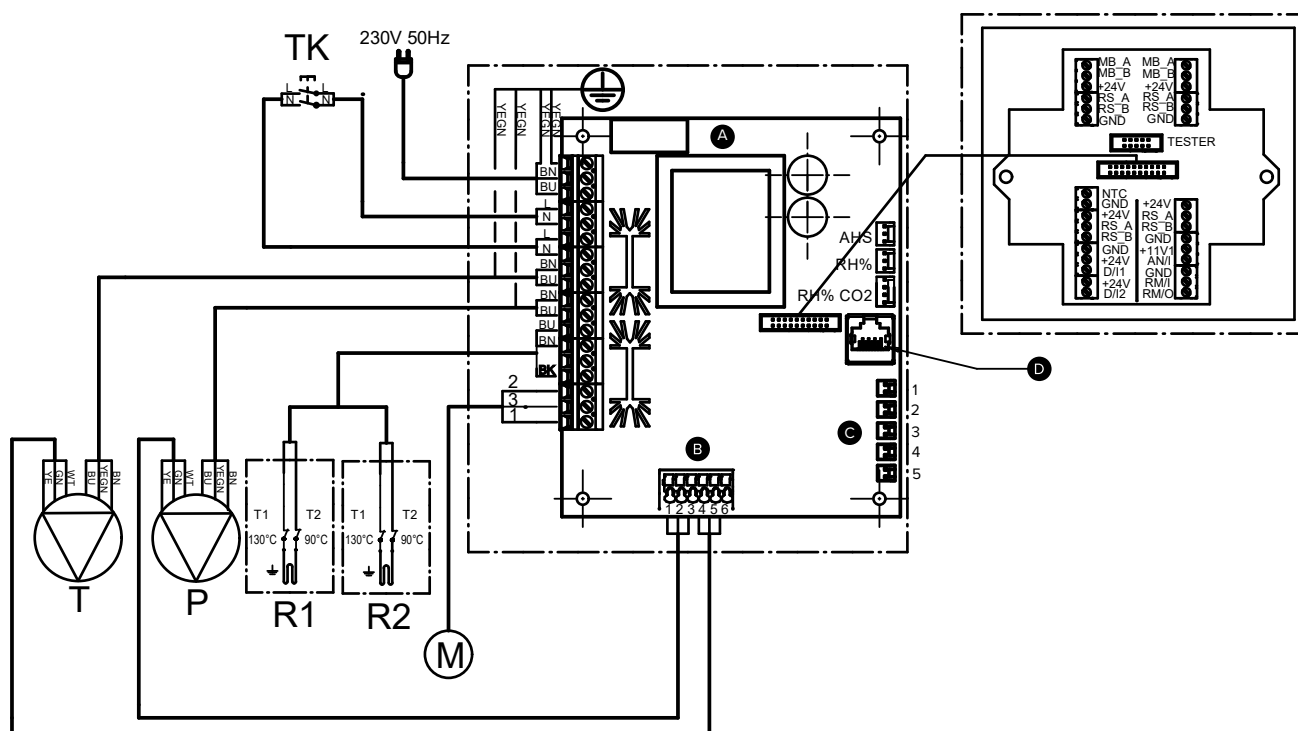 TK
230V 50Hz
L
N
L
N
YEGN
YEGN
YEGN
YEGN
BN
BU
L
N
L
N
BN
BU
BN
BU
BU
BN
BK
2
3
1
A
AHS
RH%
RH% CO2
D
1
2
3
4
5
C
B
1 2 3 4 5 6
MB_A
MB_B
+24V
RS_A
RS_B
GND
MB_A
MB_B
+24V
RS_A
RS_B
GND
TESTER
NTC
GND
+24V
RS_A
RS_B
GND
+24V
D/I1
+24V
D/I2
+24V
RS_A
RS_B
GND
+11V1
AN/I
GND
RM/I
RM/O
YE
GN
WT
BU
YEGN
BN
T
YE
GN
WT
BU
YEGN
BN
P
T1 T2
130°C 90°C
R1
T1 T2
130°C 90°C
R2
M